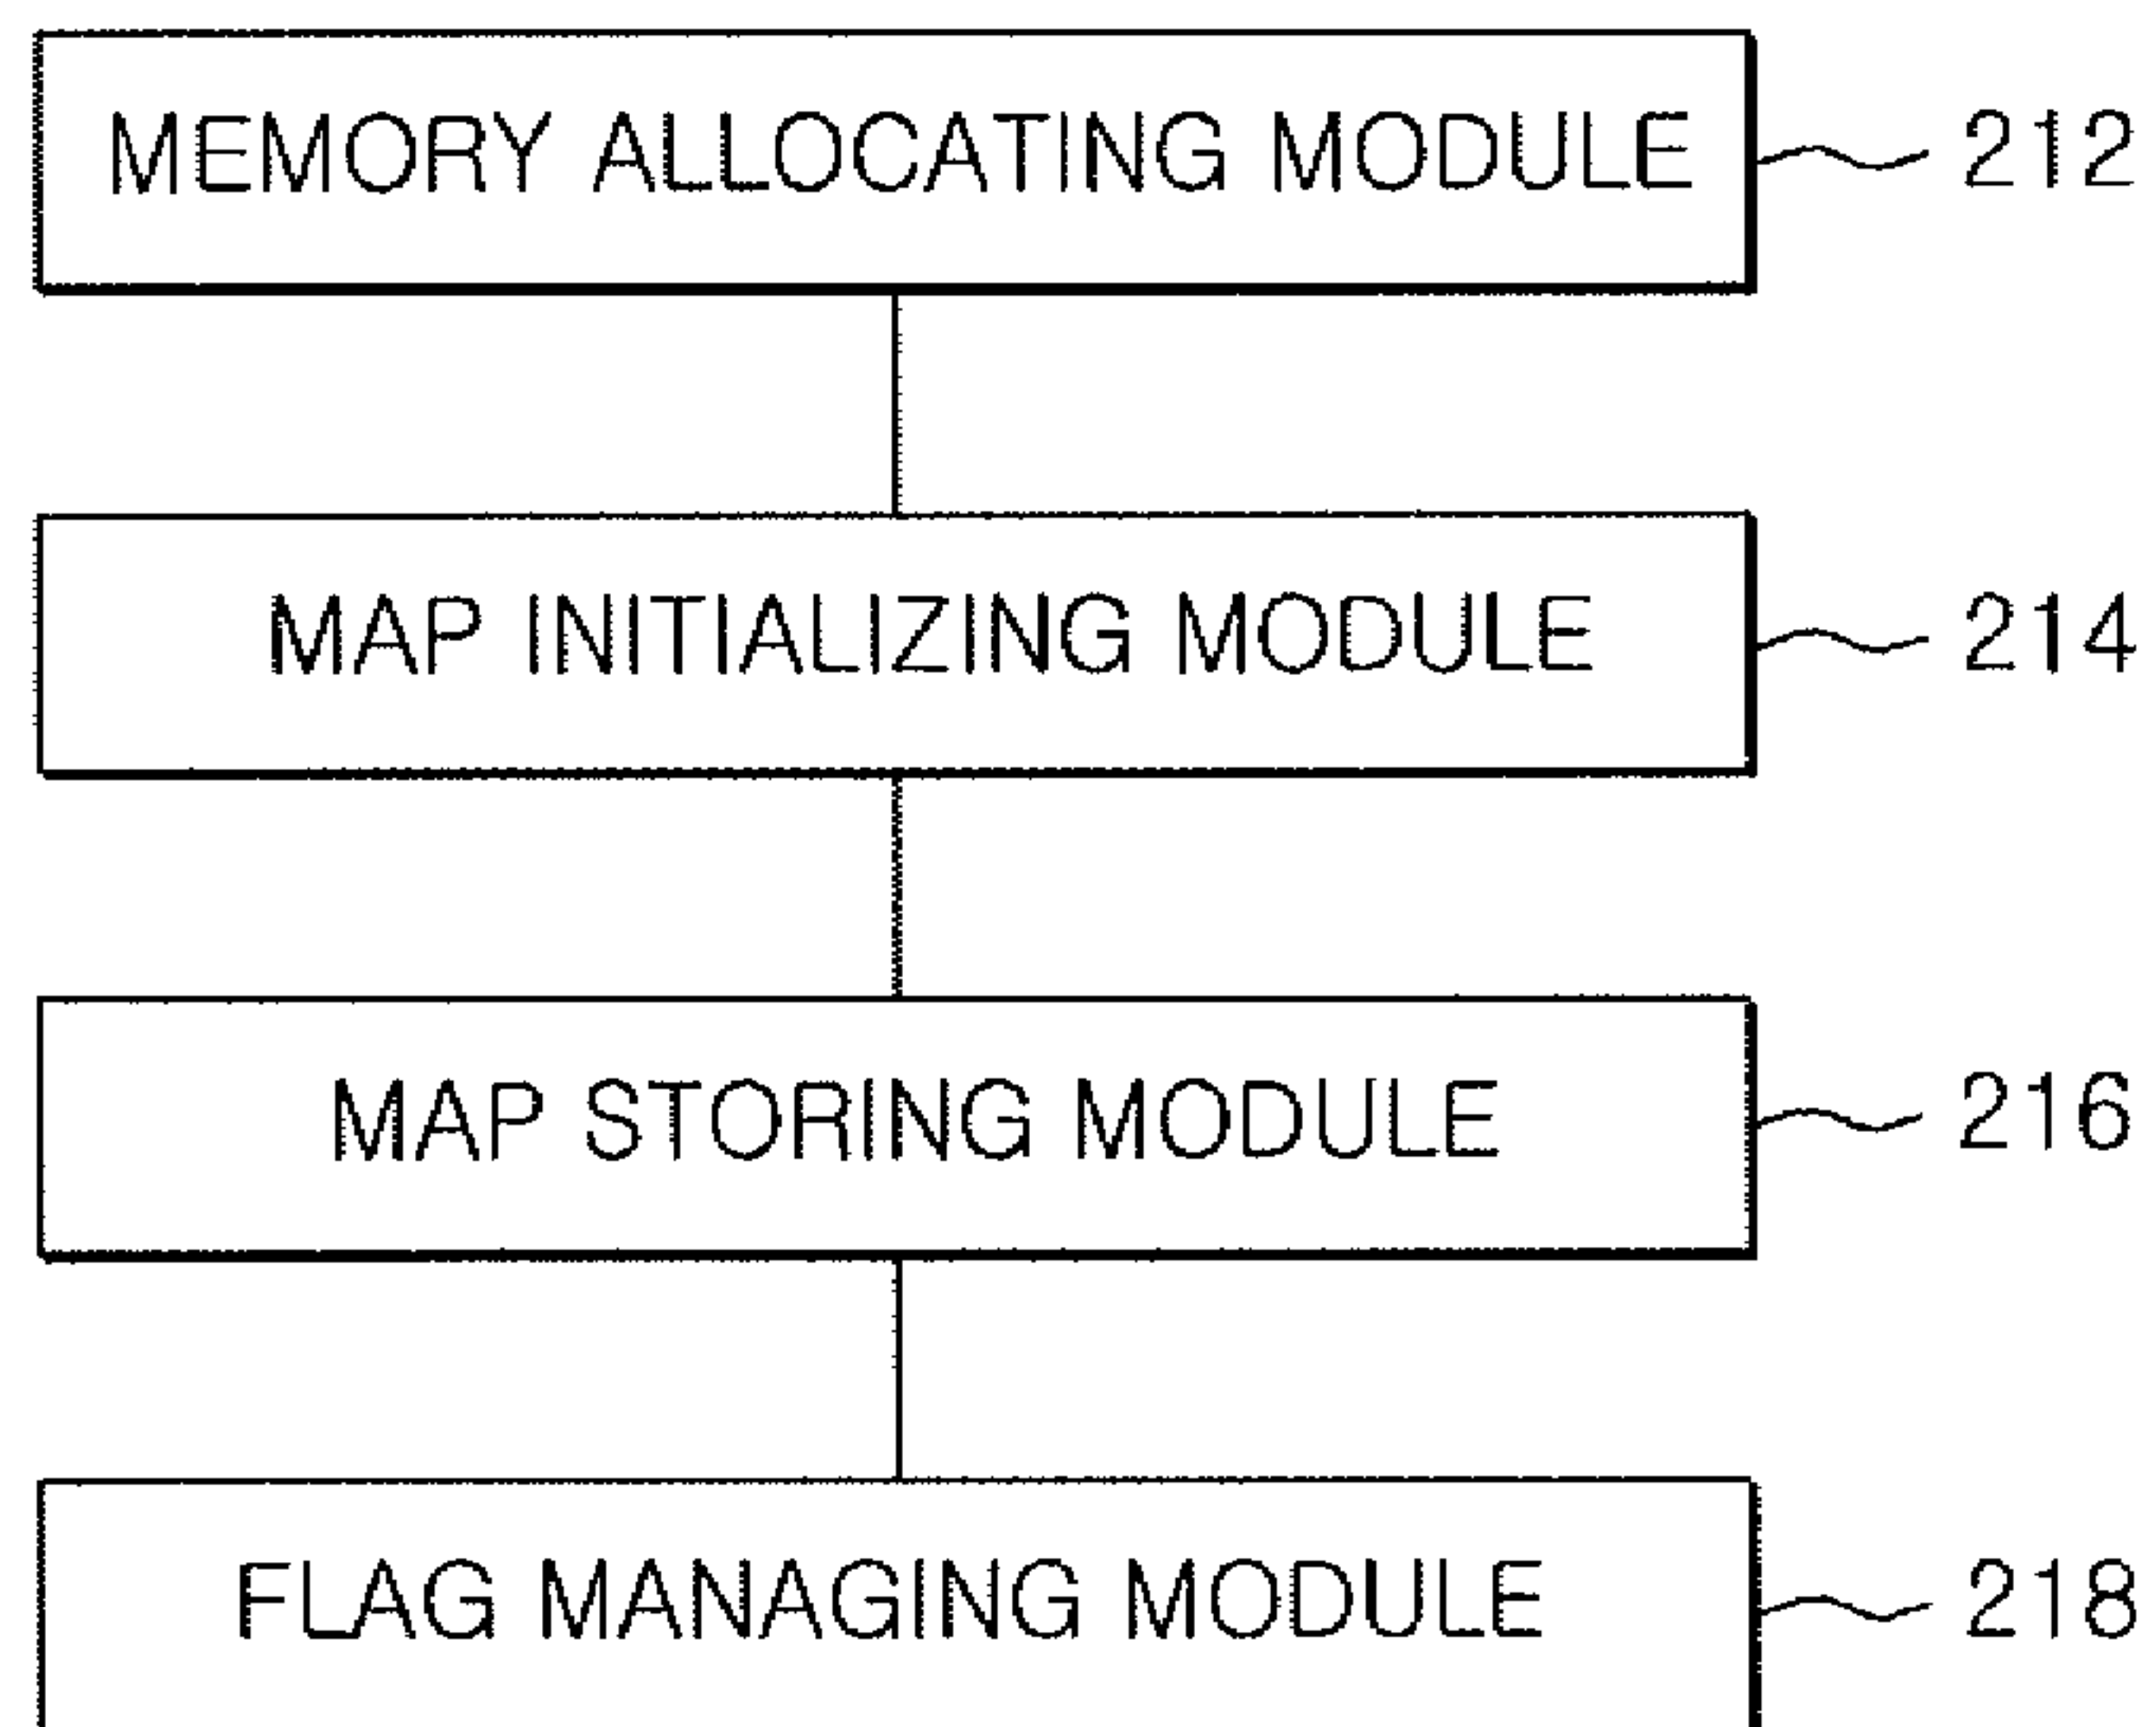 MEMORY ALLOCATING MODULE 212
MAP INITIALIZING MODULE 214
MAP STORING MODULE 216
FLAG MANAGING MODULE 218